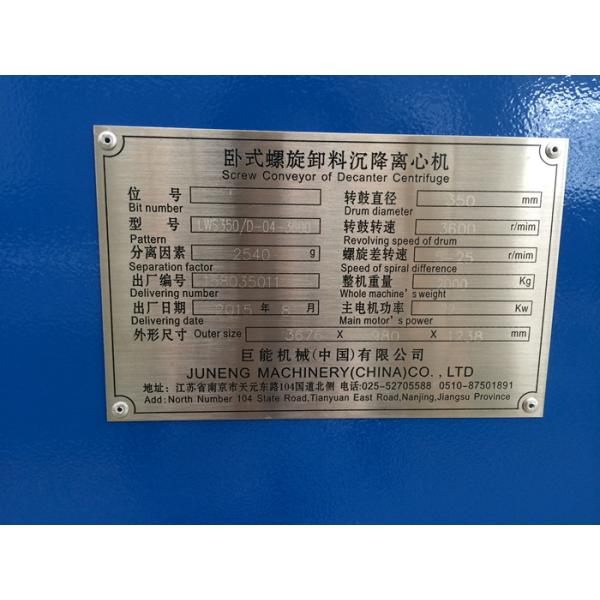 卧式螺旋卸料沉降离心机
Screw Conveyor of Decanter Centrifuge
位 号
Bit number
转鼓直径 350 mm
Drum diameter
型 号 LWS350/D-04-3600
Pattern
转鼓转速 3600 r/mim
Revolving speed of drum
分离因素 2540 g
Separation factor
螺旋差转速 5-25 r/mim
Speed of spiral difference
出厂编号
Delivering number
整机重量 2000 Kg
Whole machine's weight
出厂日期 2015 年 8 月
Delivering date
主电机功率 Kw
Main motor's power
外形尺寸 Outer size 3676 X 980 X 1238 mm
巨能机械(中国)有限公司
JUNENG MACHINERY(CHINA)CO.,LTD
地址: 江苏省南京市天元东路104国道北侧 电话:025-52705588 0510-87501891
Add:North Number 104 State Road,Tianyuan East Road,Nanjing,Jiangsu Province